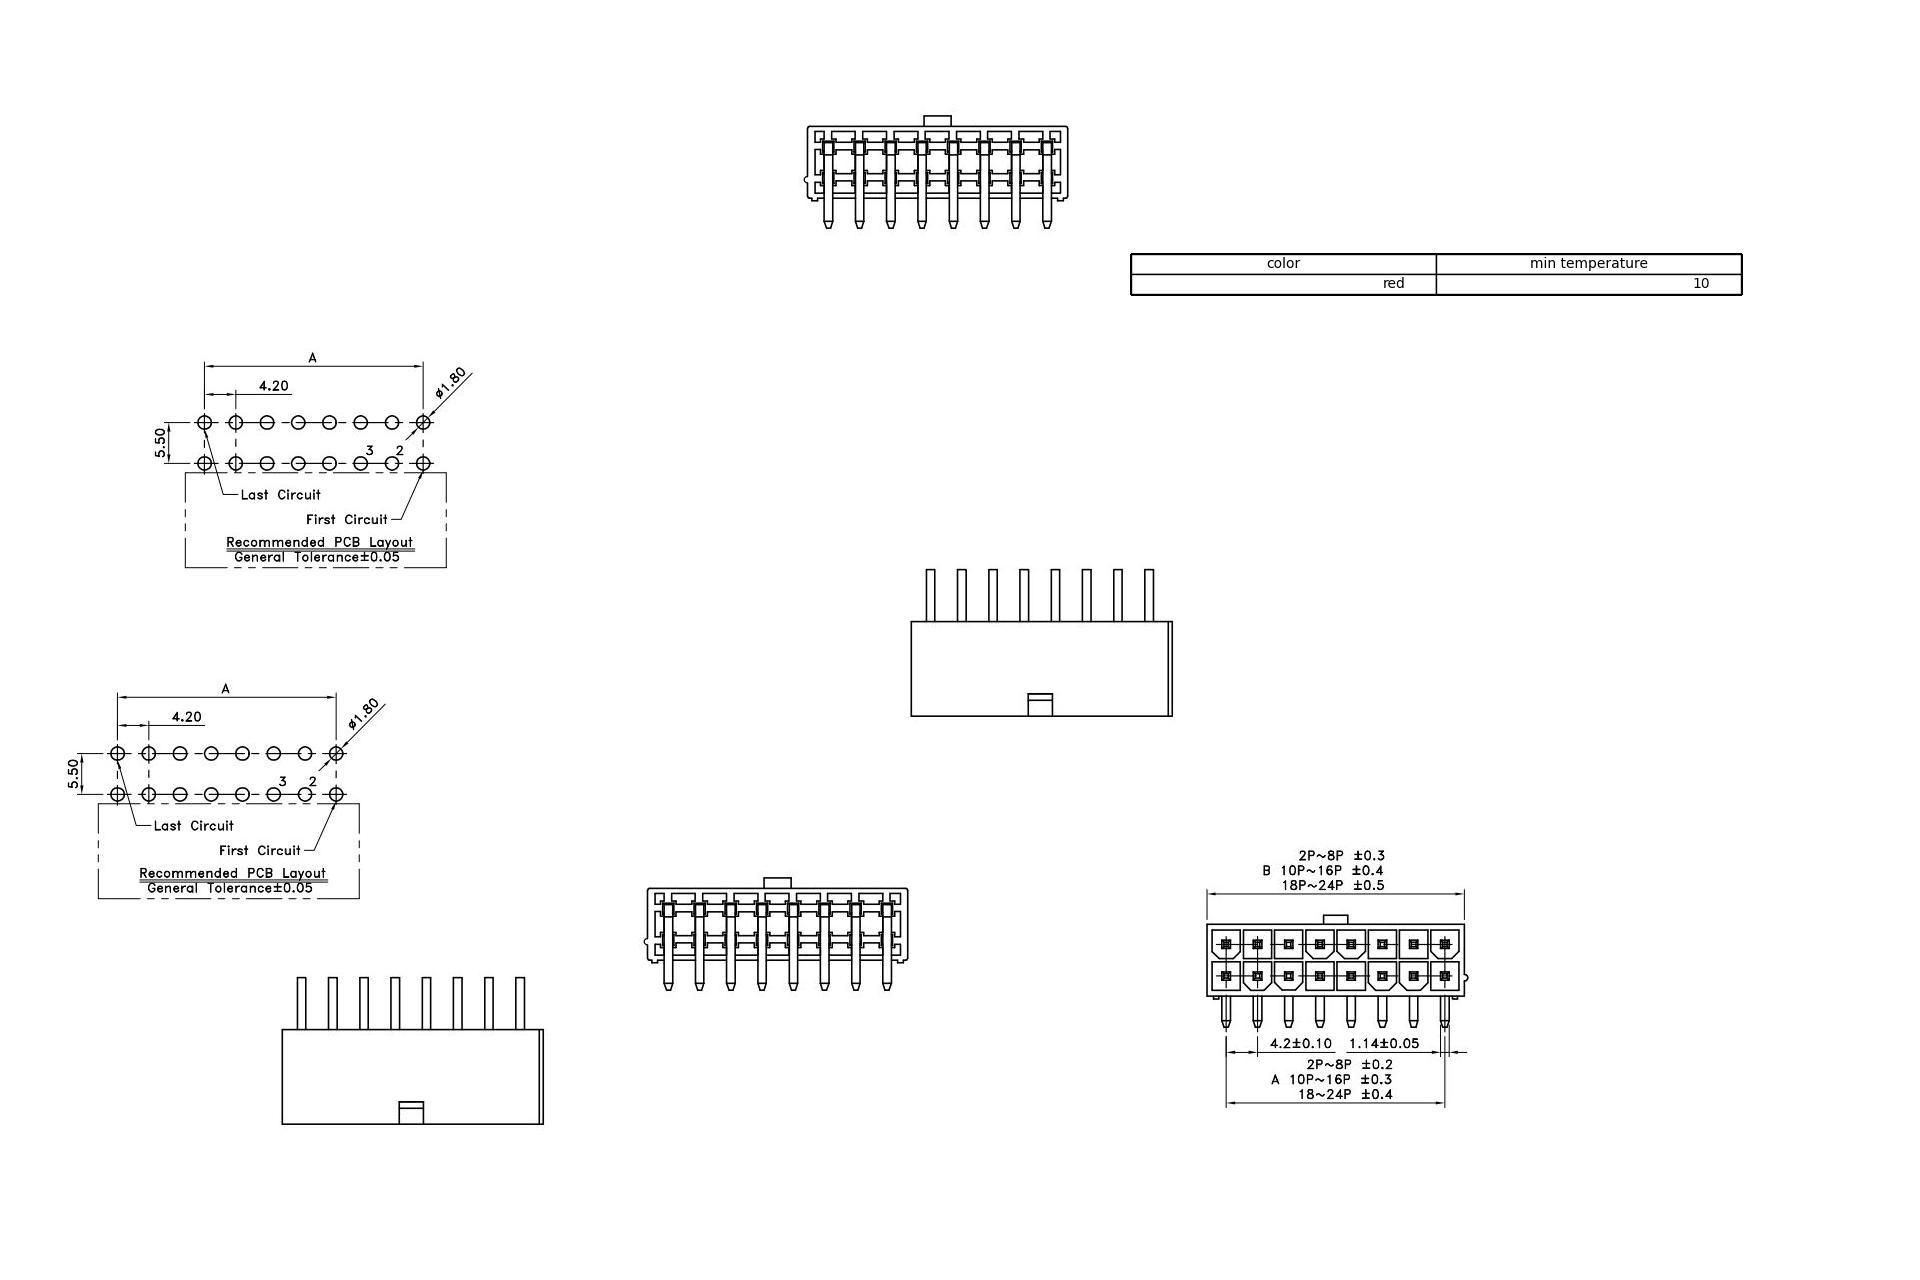 color min temperature
red 10
A
4.20
ø1.80
5.50
3 2
Last Circuit
First Circuit
Recommended PCB Layout
General Tolerance±0.05
A
4.20
ø1.80
5.50
3 2
Last Circuit
First Circuit
Recommended PCB Layout
General Tolerance±0.05
2P~8P ±0.3
B 10P~16P ±0.4
18P~24P ±0.5
4.2±0.10 1.14±0.05
2P~8P ±0.2
A 10P~16P ±0.3
18~24P ±0.4